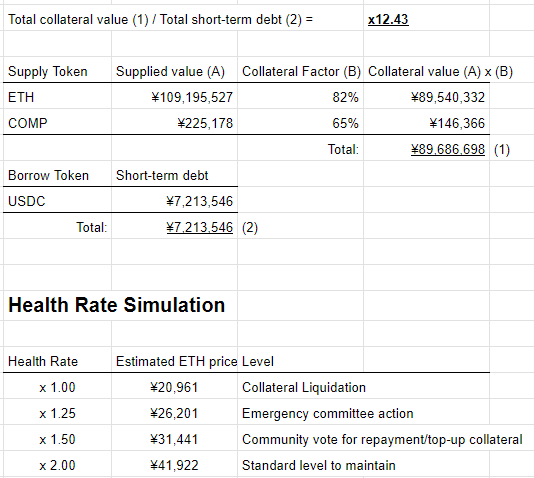 Total collateral value (1) / Total short-term debt (2) = x12.43
Supply Token Supplied value (A) Collateral Factor (B) Collateral value (A) x (B)
ETH ¥109,195,527 82% ¥89,540,332
COMP ¥225,178 65% ¥146,366
Total: ¥89,686,698 (1)
Borrow Token Short-term debt
USDC ¥7,213,546
Total: ¥7,213,546 (2)
Health Rate Simulation
Health Rate Estimated ETH price Level
x 1.00 ¥20,961 Collateral Liquidation
x 1.25 ¥26,201 Emergency committee action
x 1.50 ¥31,441 Community vote for repayment/top-up collateral
x 2.00 ¥41,922 Standard level to maintain